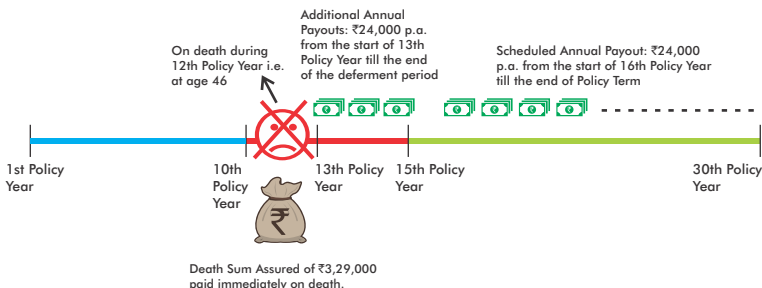 Additional Annual
Payouts: ₹24,000 p.a.
from the start of 13th
Policy Year till the end
of the deferment period
On death during
12th Policy Year i.e.
at age 46
Scheduled Annual Payout: ₹24,000
p.a. from the start of 16th Policy Year
till the end of Policy Term
1st Policy
Year
10th
Policy
Year
13th Policy
Year
15th Policy
Year
30th Policy
Year
₹
Death Sum Assured of ₹3,29,000
paid immediately on death.